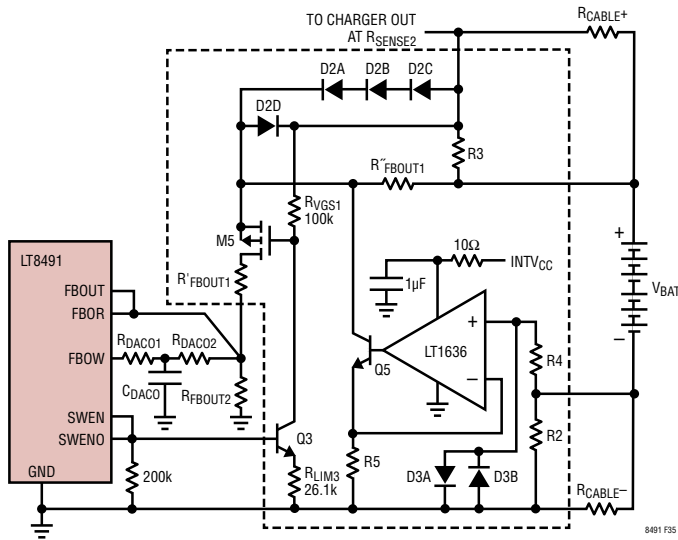 TO CHARGER OUT
AT RSENSE2
RCABLE+
D2A
D2B
D2C
D2D
R3
R"FBOUT1
RVGS1
100k
M5
R'FBOUT1
LT8491
FBOUT
FBOR
FBOW
SWEN
SWENO
GND
RDACO1
RDACO2
CDACO
RFBOUT2
200k
Q3
RLIM3
26.1k
10Ω
INTVCC
1µF
LT1636
+
–
Q5
R5
R4
R2
D3A
D3B
+
VBAT
–
RCABLE–
8491 F35